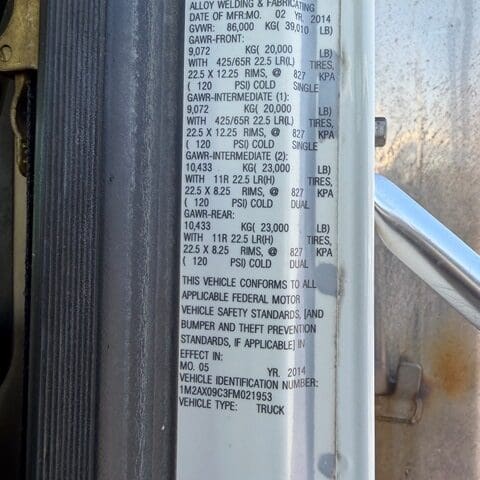 ALLOY WELDING & FABRICATING
DATE OF MFR:MO. 02 YR. 2014
GVWR: 86,000 KG( 39,010 LB)
GAWR-FRONT:
9,072 KG( 20,000 LB)
WITH 425/65R 22.5 LR(L) TIRES,
22.5 X 12.25 RIMS, @ 827 KPA
( 120 PSI) COLD SINGLE
GAWR-INTERMEDIATE (1):
9,072 KG( 20,000 LB)
WITH 425/65R 22.5 LR(L) TIRES,
22.5 X 12.25 RIMS, @ 827 KPA
( 120 PSI) COLD SINGLE
GAWR-INTERMEDIATE (2):
10,433 KG( 23,000 LB)
WITH 11R 22.5 LR(H) TIRES,
22.5 X 8.25 RIMS, @ 827 KPA
( 120 PSI) COLD DUAL
GAWR-REAR:
10,433 KG( 23,000 LB)
WITH 11R 22.5 LR(H) TIRES,
22.5 X 8.25 RIMS, @ 827 KPA
( 120 PSI) COLD DUAL
THIS VEHICLE CONFORMS TO ALL
APPLICABLE FEDERAL MOTOR
VEHICLE SAFETY STANDARDS, [AND
BUMPER AND THEFT PREVENTION
STANDARDS, IF APPLICABLE] IN
EFFECT IN:
MO. 05 YR. 2014
VEHICLE IDENTIFICATION NUMBER:
1M2AX09C3FM021953
VEHICLE TYPE: TRUCK